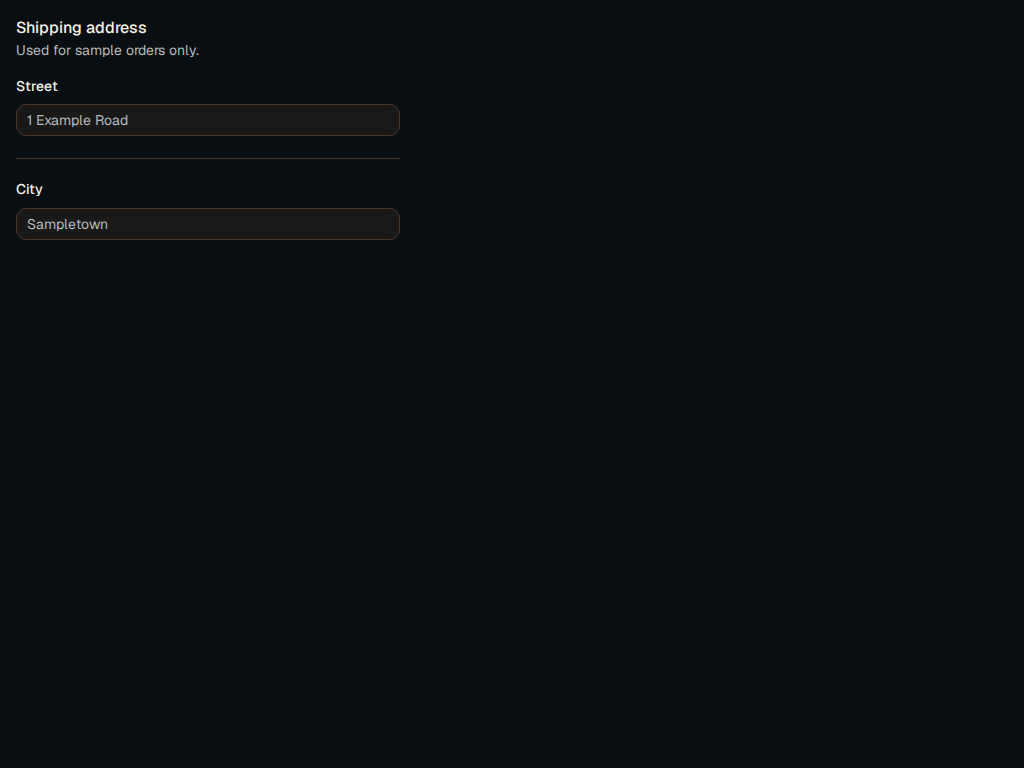 Shipping address
Used for sample orders only.
Street
1 Example Road
City
Sampletown